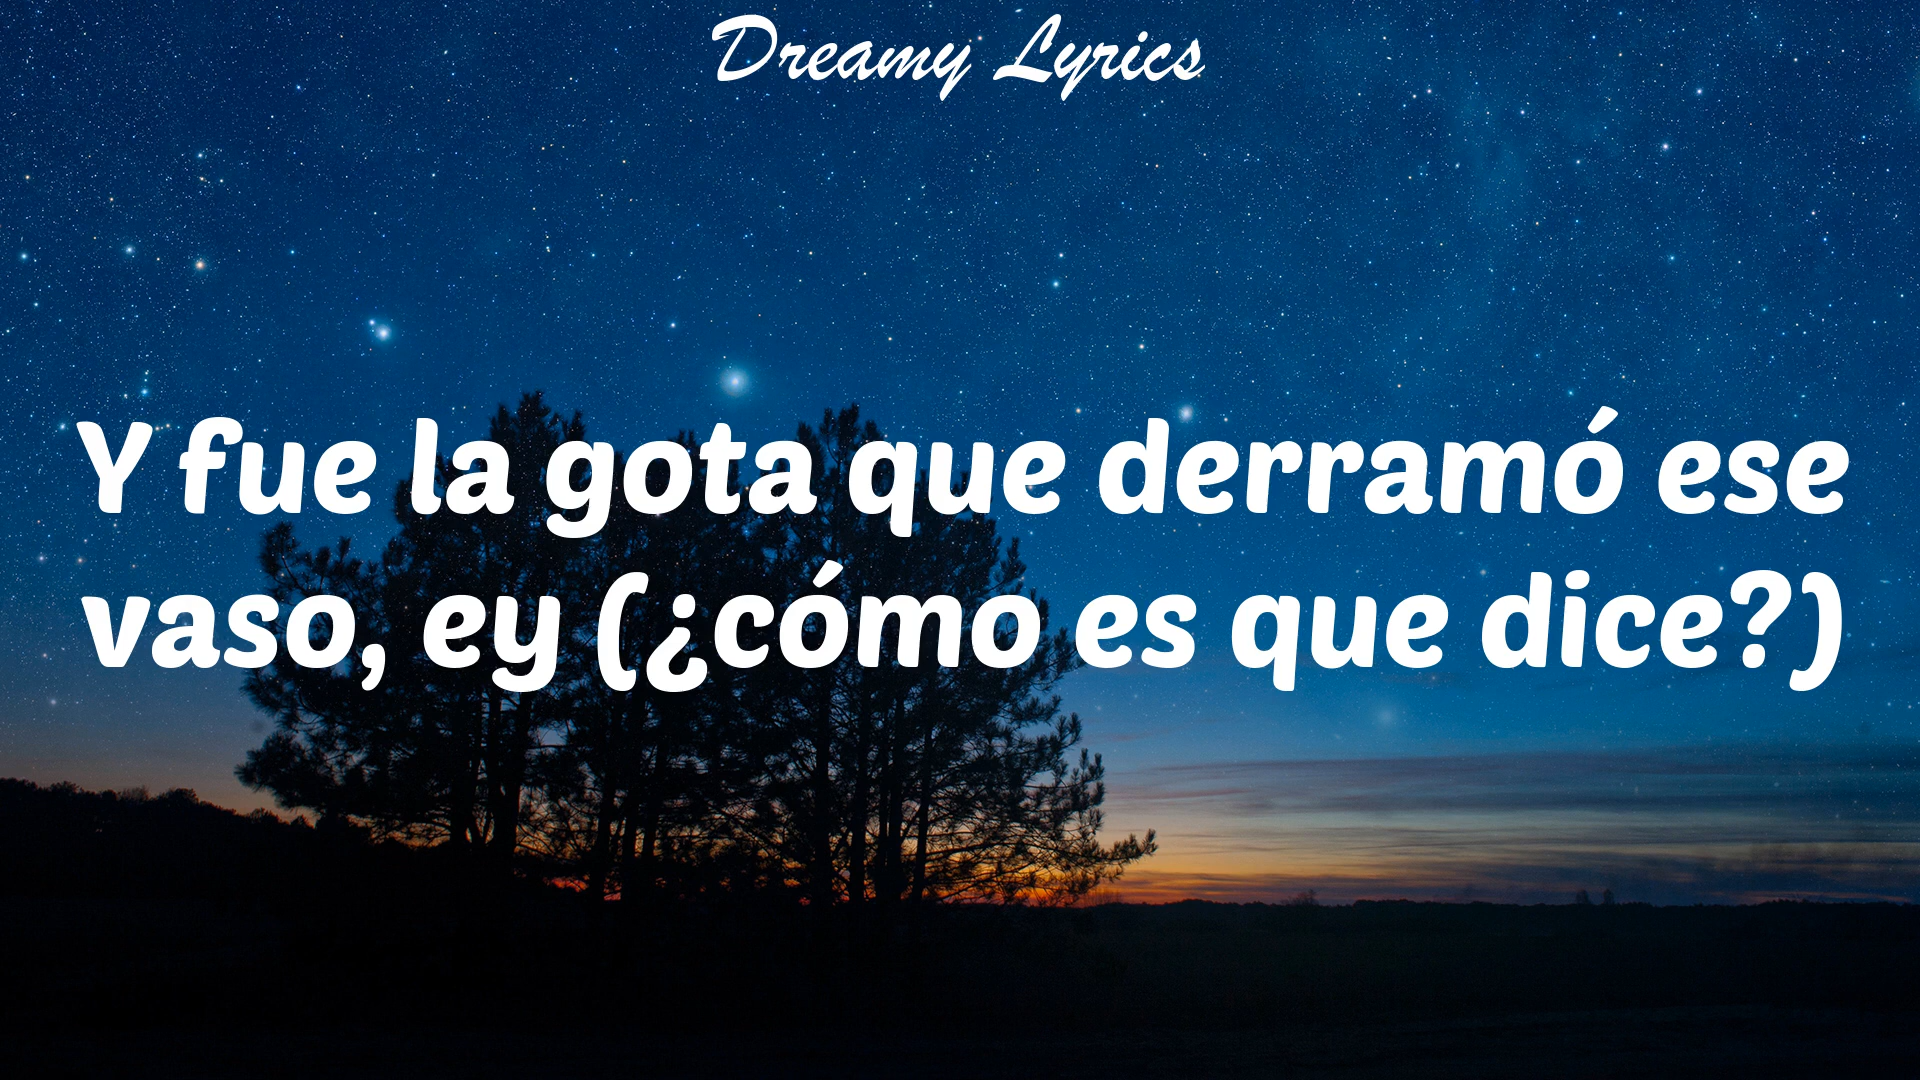 Dreamy Lyrics
Y fue la gota que derramó ese
vaso, ey (¿cómo es que dice?)